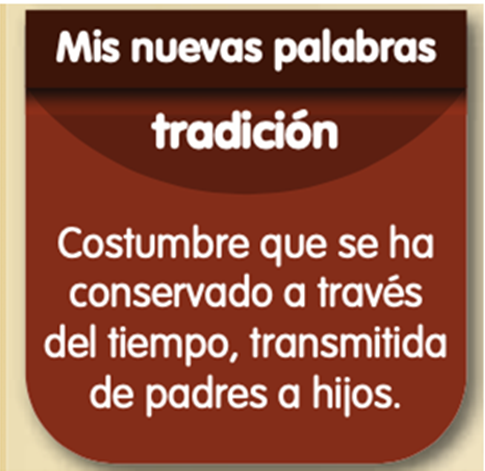 Mis nuevas palabras
tradición
Costumbre que se ha
conservado a través
del tiempo, transmitida
de padres a hijos.